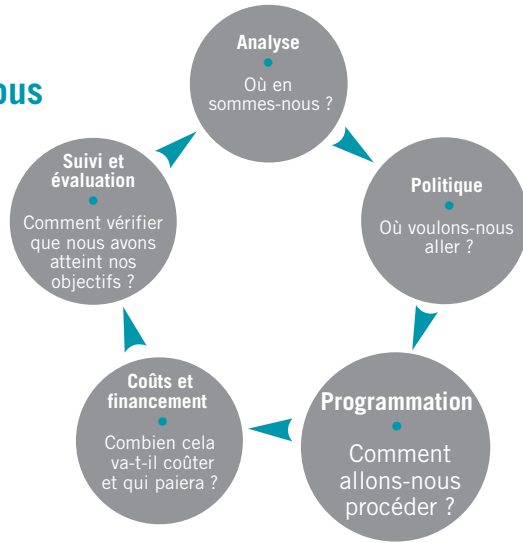 ous
Analyse
Où en
sommes-nous ?
Politique
Où voulons-nous
aller ?
Programmation
Comment
allons-nous
procéder ?
Coûts et
financement
Combien cela
va-t-il coûter
et qui paiera ?
Suivi et
évaluation
Comment vérifier
que nous avons
atteint nos
objectifs ?